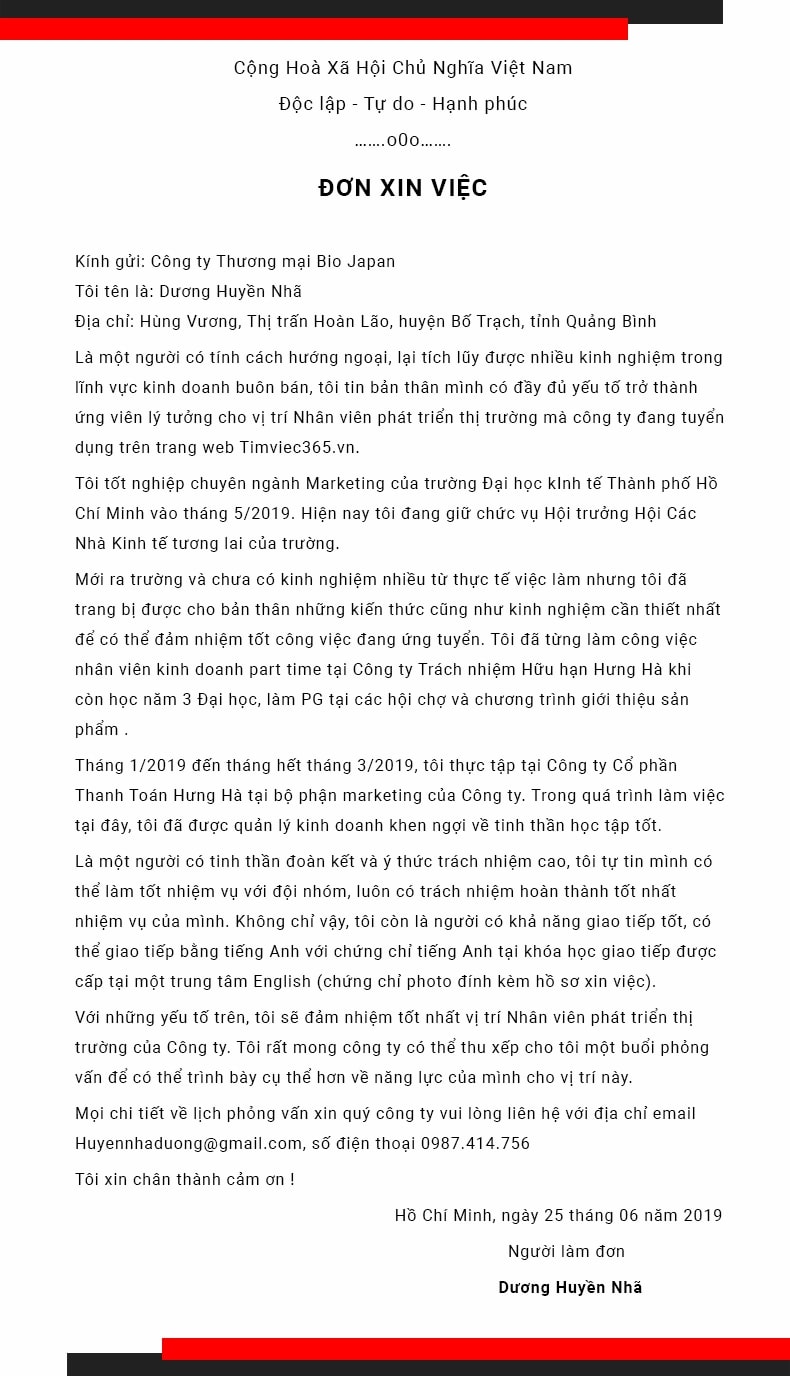 Cộng Hoà Xã Hội Chủ Nghĩa Việt Nam
Độc lập - Tự do - Hạnh phúc
…….o0o…….
ĐƠN XIN VIỆC
Kính gửi: Công ty Thương mại Bio Japan
Tôi tên là: Dương Huyền Nhã
Địa chỉ: Hùng Vương, Thị trấn Hoàn Lão, huyện Bố Trạch, tỉnh Quảng Bình
Là một người có tính cách hướng ngoại, lại tích lũy được nhiều kinh nghiệm trong
lĩnh vực kinh doanh buôn bán, tôi tin bản thân mình có đầy đủ yếu tố trở thành
ứng viên lý tưởng cho vị trí Nhân viên phát triển thị trường mà công ty đang tuyển
dụng trên trang web Timviec365.vn.
Tôi tốt nghiệp chuyên ngành Marketing của trường Đại học kInh tế Thành phố Hồ
Chí Minh vào tháng 5/2019. Hiện nay tôi đang giữ chức vụ Hội trưởng Hội Các
Nhà Kinh tế tương lai của trường.
Mới ra trường và chưa có kinh nghiệm nhiều từ thực tế việc làm nhưng tôi đã
trang bị được cho bản thân những kiến thức cũng như kinh nghiệm cần thiết nhất
để có thể đảm nhiệm tốt công việc đang ứng tuyển. Tôi đã từng làm công việc
nhân viên kinh doanh part time tại Công ty Trách nhiệm Hữu hạn Hưng Hà khi
còn học năm 3 Đại học, làm PG tại các hội chợ và chương trình giới thiệu sản
phẩm .
Tháng 1/2019 đến tháng hết tháng 3/2019, tôi thực tập tại Công ty Cổ phần
Thanh Toán Hưng Hà tại bộ phận marketing của Công ty. Trong quá trình làm việc
tại đây, tôi đã được quản lý kinh doanh khen ngợi về tinh thần học tập tốt.
Là một người có tinh thần đoàn kết và ý thức trách nhiệm cao, tôi tự tin mình có
thể làm tốt nhiệm vụ với đội nhóm, luôn có trách nhiệm hoàn thành tốt nhất
nhiệm vụ của mình. Không chỉ vậy, tôi còn là người có khả năng giao tiếp tốt, có
thể giao tiếp bằng tiếng Anh với chứng chỉ tiếng Anh tại khóa học giao tiếp được
cấp tại một trung tâm English (chứng chỉ photo đính kèm hồ sơ xin việc).
Với những yếu tố trên, tôi sẽ đảm nhiệm tốt nhất vị trí Nhân viên phát triển thị
trường của Công ty. Tôi rất mong công ty có thể thu xếp cho tôi một buổi phỏng
vấn để có thể trình bày cụ thể hơn về năng lực của mình cho vị trí này.
Mọi chi tiết về lịch phỏng vấn xin quý công ty vui lòng liên hệ với địa chỉ email
Huyennhaduong@gmail.com, số điện thoại 0987.414.756
Tôi xin chân thành cảm ơn !
Hồ Chí Minh, ngày 25 tháng 06 năm 2019
Người làm đơn
Dương Huyền Nhã